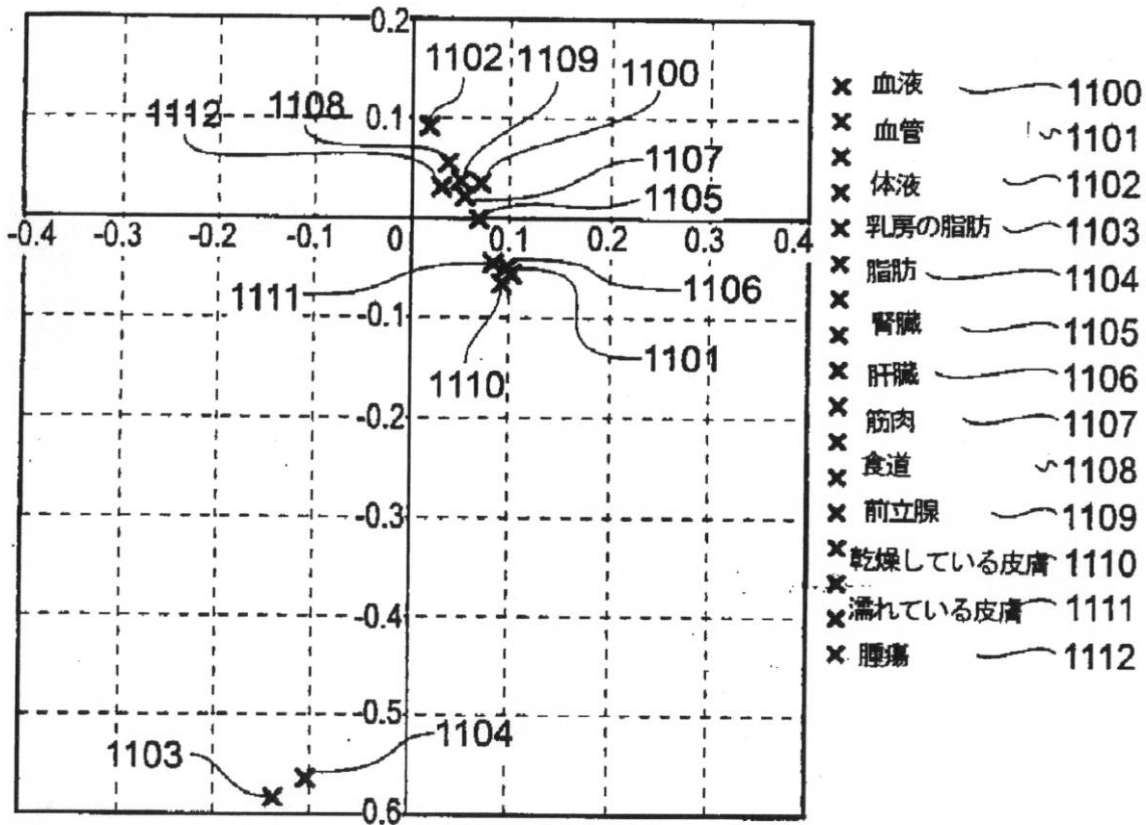 0.2
1102
1109
1100
1108
1112
0.1
1107
1105
-0.4 -0.3 -0.2 -0.1 0 0.1 0.2 0.3 0.4
1111
1106
-0.1
1101
1110
-0.2
-0.3
-0.4
-0.5
1103
1104
0.6
血液 1100
血管 1101
体液 1102
乳房の脂肪 1103
脂肪 1104
腎臓 1105
肝臓 1106
筋肉 1107
食道 1108
前立腺 1109
乾燥している皮膚 1110
濡れている皮膚 1111
腫瘍 1112